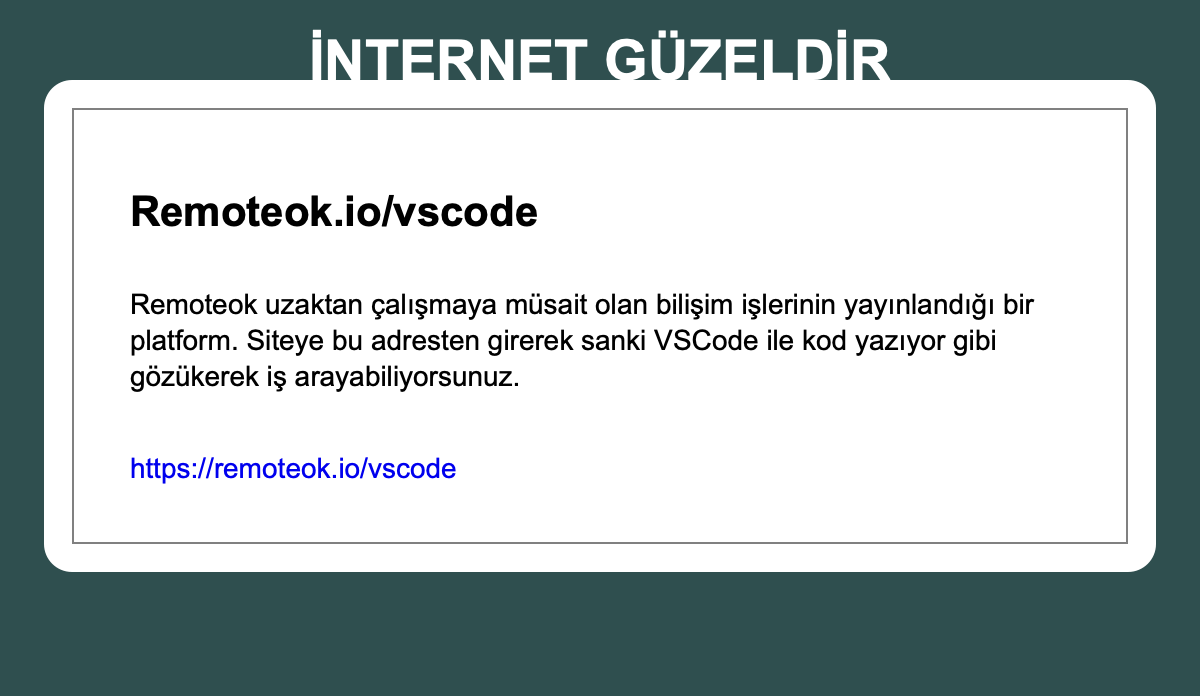 İNTERNET GÜZELDİR
Remoteok.io/vscode
Remoteok uzaktan çalışmaya müsait olan bilişim işlerinin yayınlandığı bir
platform. Siteye bu adresten girerek sanki VSCode ile kod yazıyor gibi
gözükerek iş arayabiliyorsunuz.
https://remoteok.io/vscode